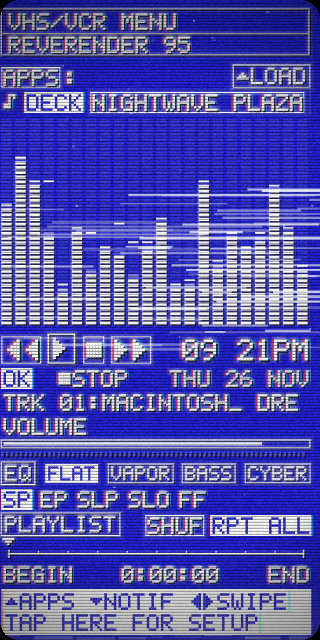 VHS/VCR MENU
REVERENDER 95
APPS: LOAD
♪ DECK NIGHTWAVE PLAZA
09 21PM
OK STOP THU 26 NOV
TRK 01:MACINTOSH_ DRE
VOLUME
EQ FLAT VAPOR BASS CYBER
SP EP SLP SLO FF
PLAYLIST SHUF RPT ALL
BEGIN 0:00:00 END
APPS NOTIF SWIPE
TAP HERE FOR SETUP